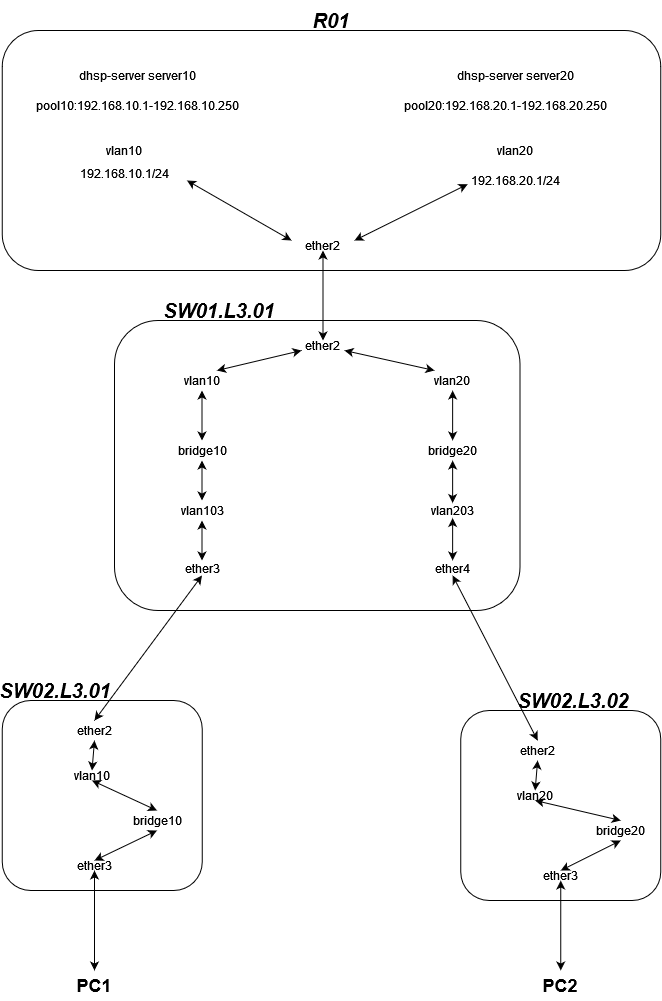 R01
dhsp-server server10
dhsp-server server20
pool10:192.168.10.1-192.168.10.250
pool20:192.168.20.1-192.168.20.250
vlan10
vlan20
192.168.10.1/24
192.168.20.1/24
ether2
SW01.L3.01
ether2
vlan10
vlan20
bridge10
bridge20
vlan103
vlan203
ether3
ether4
SW02.L3.01
SW02.L3.02
ether2
ether2
vlan10
vlan20
bridge10
bridge20
ether3
ether3
PC1
PC2